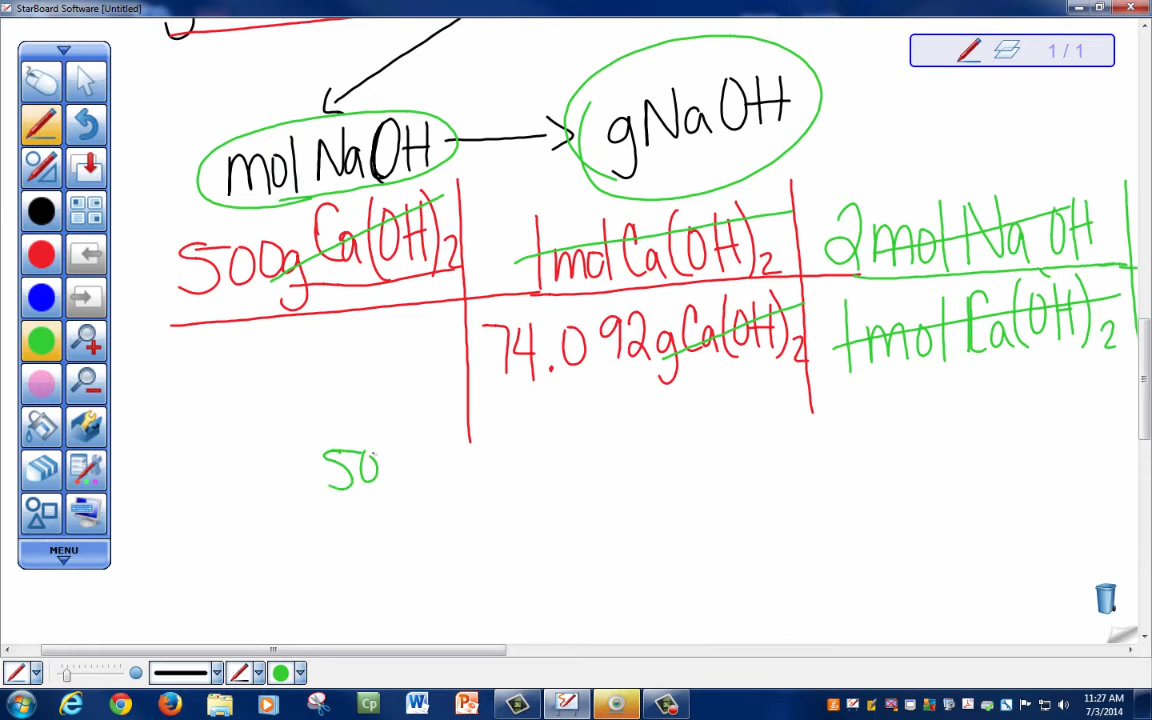 StarBoard Software [Untitled]
1 / 1
mol NaOH
gNaOH
500g Ca(OH)2
1 mol Ca(OH)2
2 mol NaOH
74.092g Ca(OH)2
1 mol Ca(OH)2
50
MENU
11:27 AM
7/3/2014